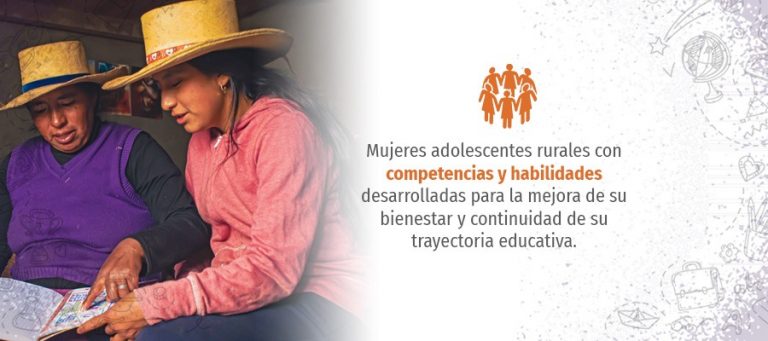 Mujeres adolescentes rurales con
competencias y habilidades
desarrolladas para la mejora de su
bienestar y continuidad de su
trayectoria educativa.